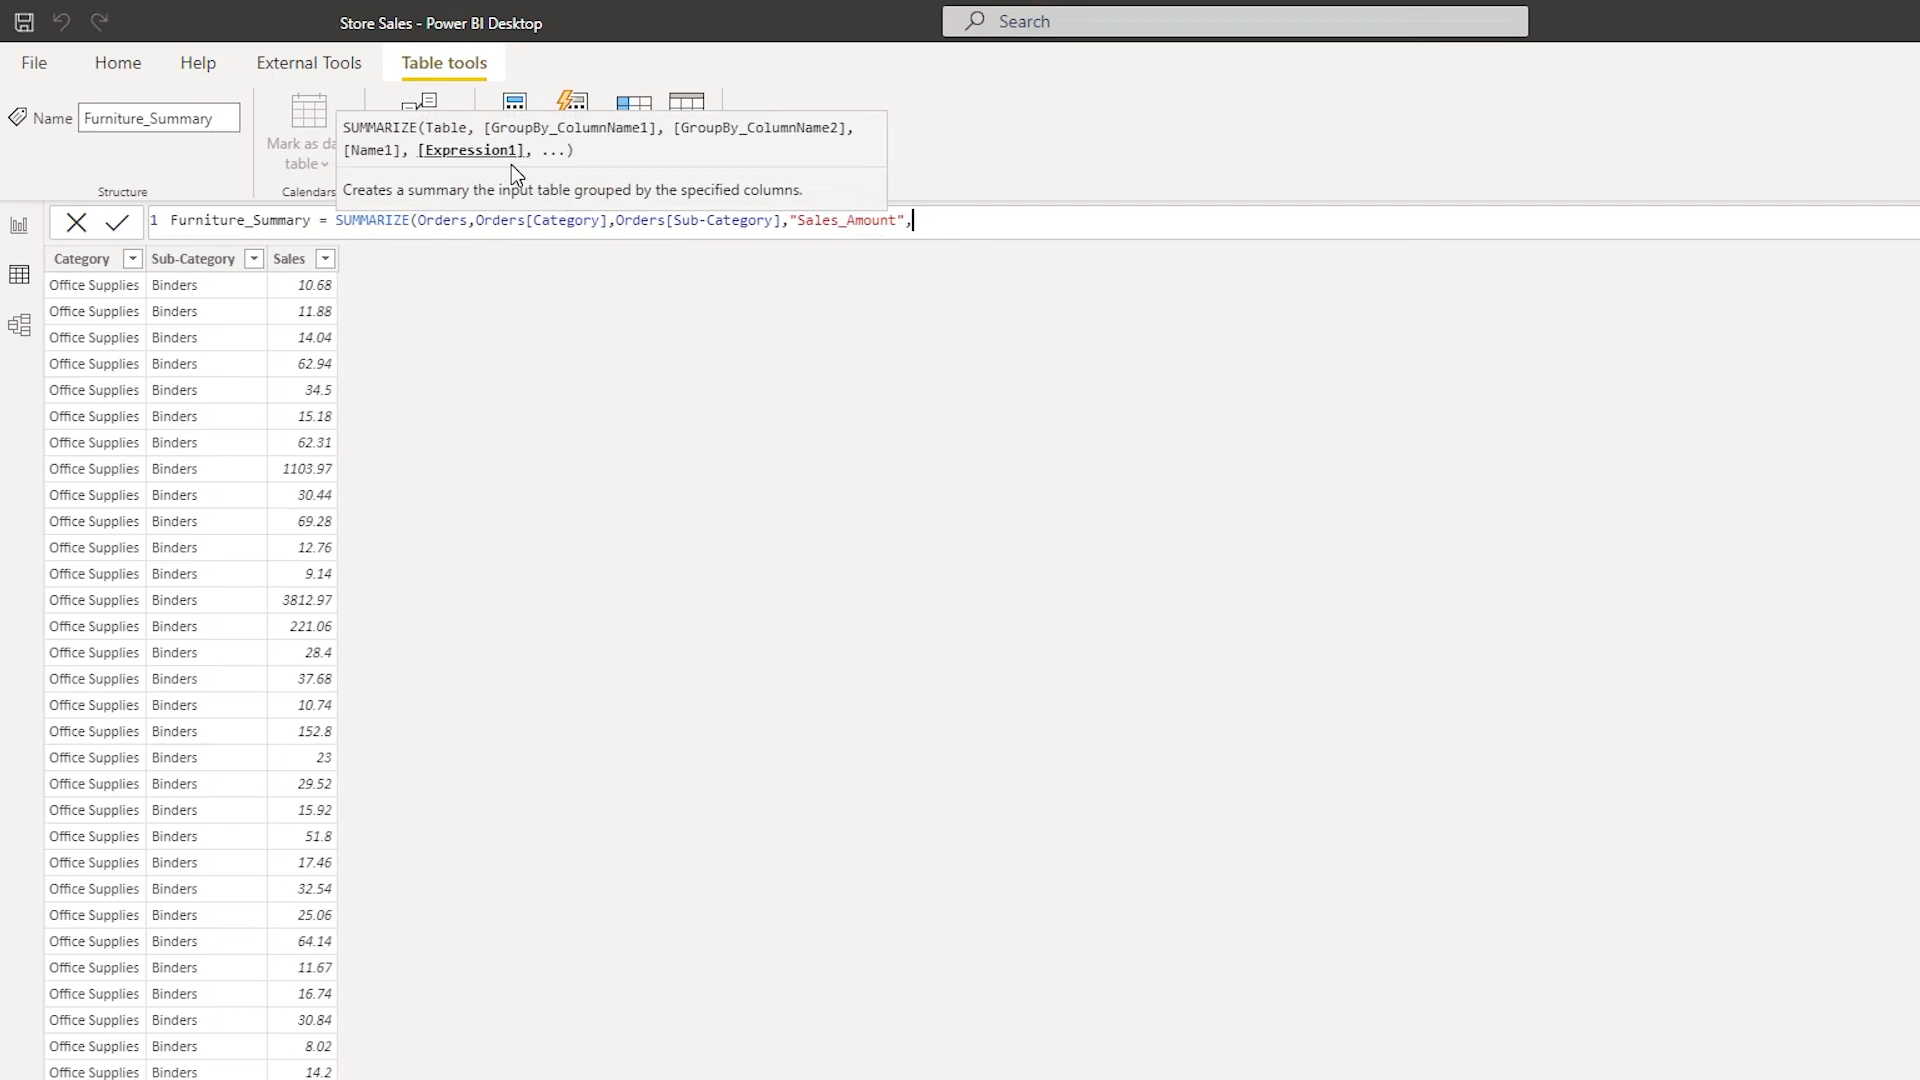 Store Sales - Power BI Desktop
Search
File Home Help External Tools Table tools
Name Furniture_Summary
Mark as da
table
Structure
Calendars
SUMMARIZE(Table, [GroupBy_ColumnName1], [GroupBy_ColumnName2],
[Name1], [Expression1], ...)
Creates a summary the input table grouped by the specified columns.
1 Furniture_Summary = SUMMARIZE(Orders,Orders[Category],Orders[Sub-Category],"Sales_Amount",
Category Sub-Category Sales
Office Supplies Binders 10.68
Office Supplies Binders 11.88
Office Supplies Binders 14.04
Office Supplies Binders 62.94
Office Supplies Binders 34.5
Office Supplies Binders 15.18
Office Supplies Binders 62.31
Office Supplies Binders 1103.97
Office Supplies Binders 30.44
Office Supplies Binders 69.28
Office Supplies Binders 12.76
Office Supplies Binders 9.14
Office Supplies Binders 3812.97
Office Supplies Binders 221.06
Office Supplies Binders 28.4
Office Supplies Binders 37.68
Office Supplies Binders 10.74
Office Supplies Binders 152.8
Office Supplies Binders 23
Office Supplies Binders 29.52
Office Supplies Binders 15.92
Office Supplies Binders 51.8
Office Supplies Binders 17.46
Office Supplies Binders 32.54
Office Supplies Binders 25.06
Office Supplies Binders 64.14
Office Supplies Binders 11.67
Office Supplies Binders 16.74
Office Supplies Binders 30.84
Office Supplies Binders 8.02
Office Supplies Binders 14.2